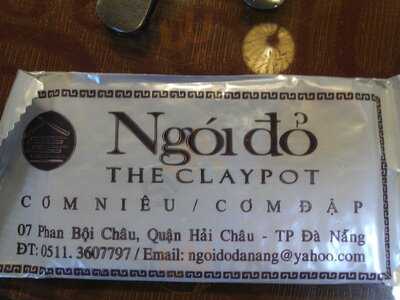 Ngói đỏ
THE CLAYPOT
CƠM NIÊU / CƠM ĐẬP
07 Phan Bội Châu, Quận Hải Châu - TP Đà Nẵng
ĐT: 0511. 3607797 / Email: ngoidodanang@yahoo.com